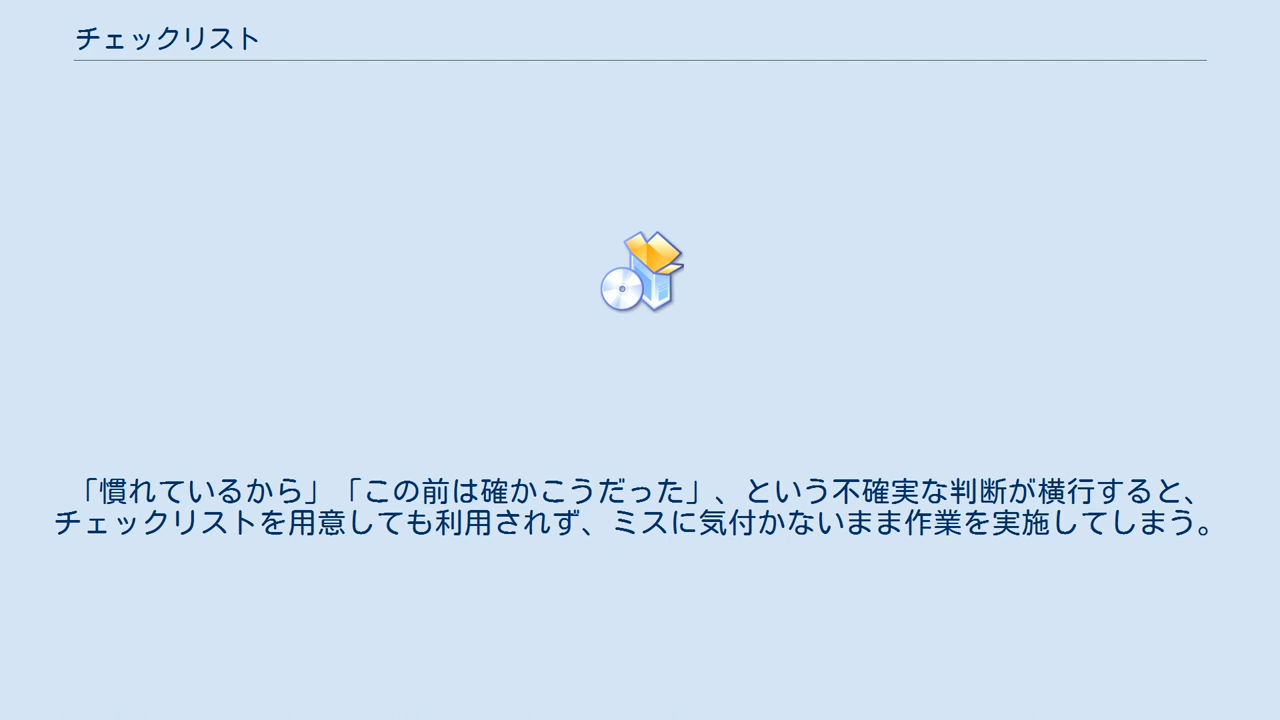 チェックリスト
「慣れているから」「この前は確かこうだった」、という不確実な判断が横行すると、
チェックリストを用意しても利用されず、ミスに気付かないまま作業を実施してしまう。